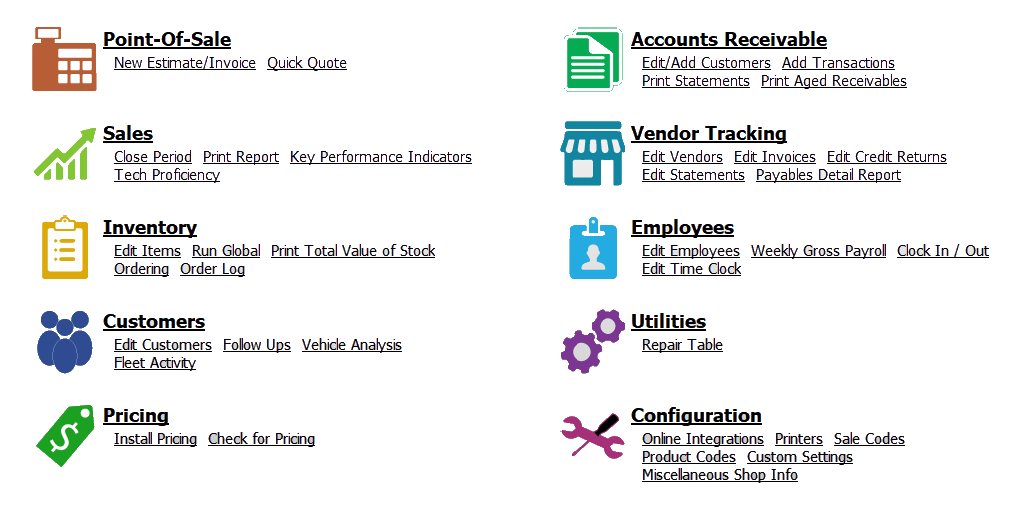 Point-Of-Sale
New Estimate/Invoice Quick Quote
Sales
Close Period Print Report Key Performance Indicators
Tech Proficiency
Inventory
Edit Items Run Global Print Total Value of Stock
Ordering Order Log
Customers
Edit Customers Follow Ups Vehicle Analysis
Fleet Activity
Pricing
$
Install Pricing Check for Pricing
Accounts Receivable
Edit/Add Customers Add Transactions
Print Statements Print Aged Receivables
Vendor Tracking
Edit Vendors Edit Invoices Edit Credit Returns
Edit Statements Payables Detail Report
Employees
Edit Employees Weekly Gross Payroll Clock In / Out
Edit Time Clock
Utilities
Repair Table
Configuration
Online Integrations Printers Sale Codes
Product Codes Custom Settings
Miscellaneous Shop Info